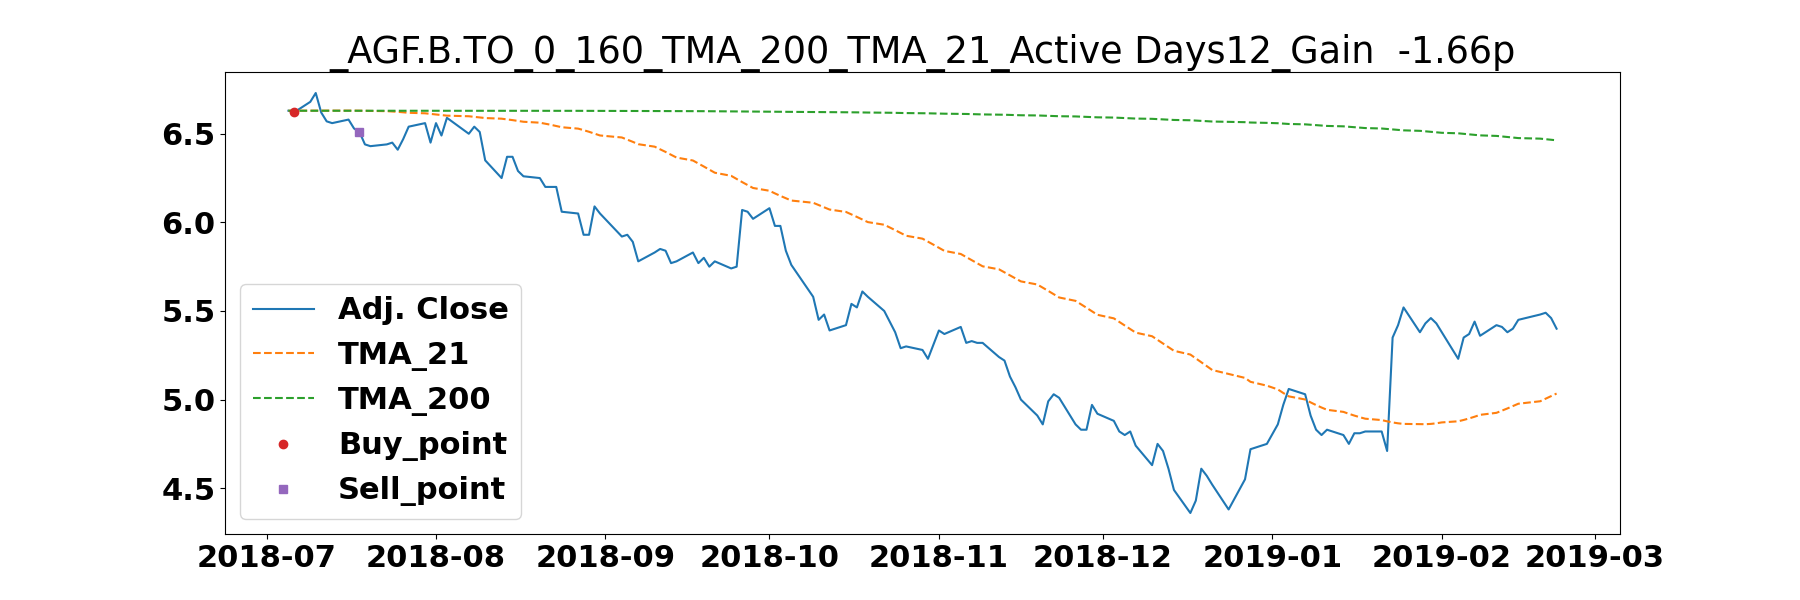 _AGF.B.TO_0_160_TMA_200_TMA_21_Active Days12_Gain  -1.66p
6.5
6.0
5.5
5.0
4.5
Adj. Close
TMA_21
TMA_200
Buy_point
Sell_point
2018-07 2018-08 2018-09 2018-10 2018-11 2018-12 2019-01 2019-02 2019-03